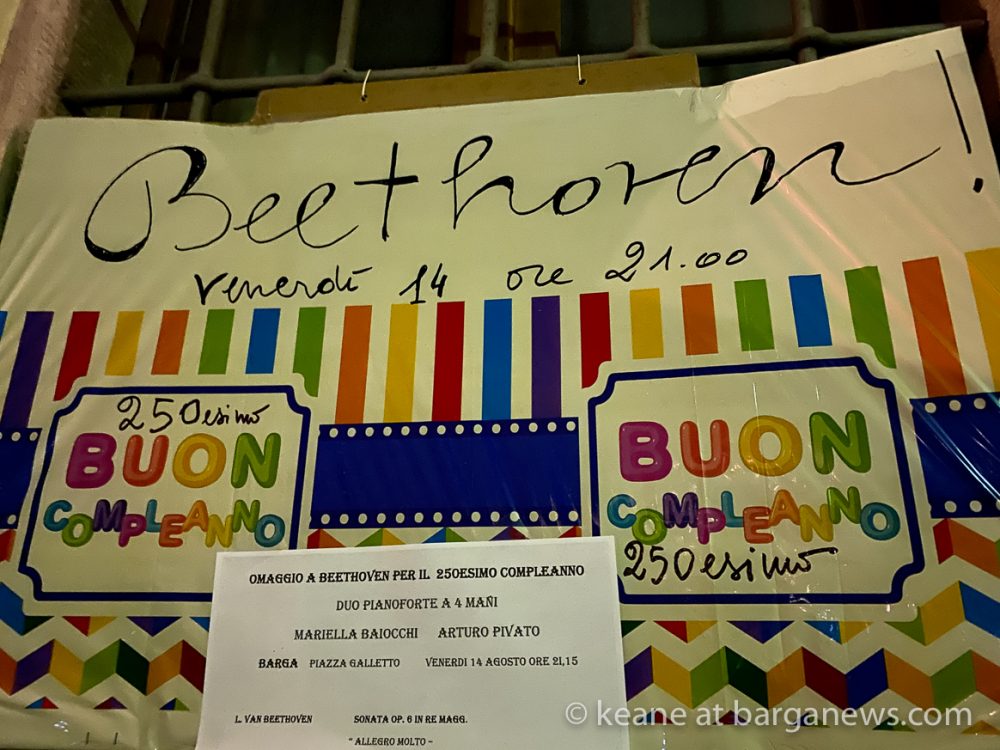 Beethoven!
venerdì 14 ore 21.00
250esimo
BUON
COMPLEANNO
BUON
COMPLEANNO
250esimo
OMAGGIO A BEETHOVEN PER IL 250ESIMO COMPLEANNO
DUO PIANOFORTE A 4 MANI
MARIELLA BAIOCCHI ARTURO PIVATO
BARGA PIAZZA GALLETTO VENERDI 14 AGOSTO ORE 21,15
L. VAN BEETHOVEN SONATA OP. 6 IN RE MAGG.
“ ALLEGRO MOLTO –
© keane at barganews.com